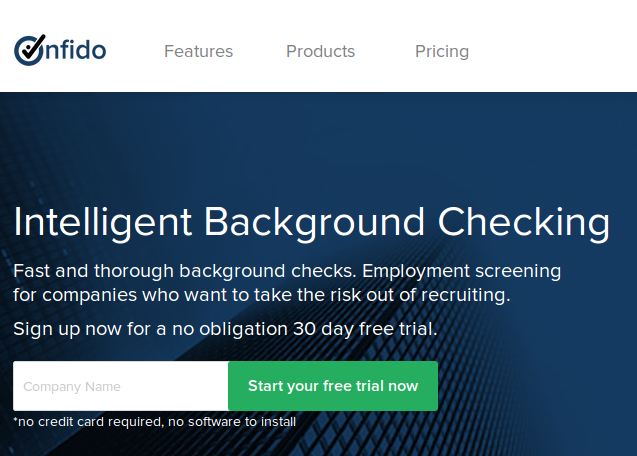 Onfido
Features
Products
Pricing
Intelligent Background Checking
Fast and thorough background checks. Employment screening
for companies who want to take the risk out of recruiting.
Sign up now for a no obligation 30 day free trial.
Company Name
Start your free trial now
*no credit card required, no software to install